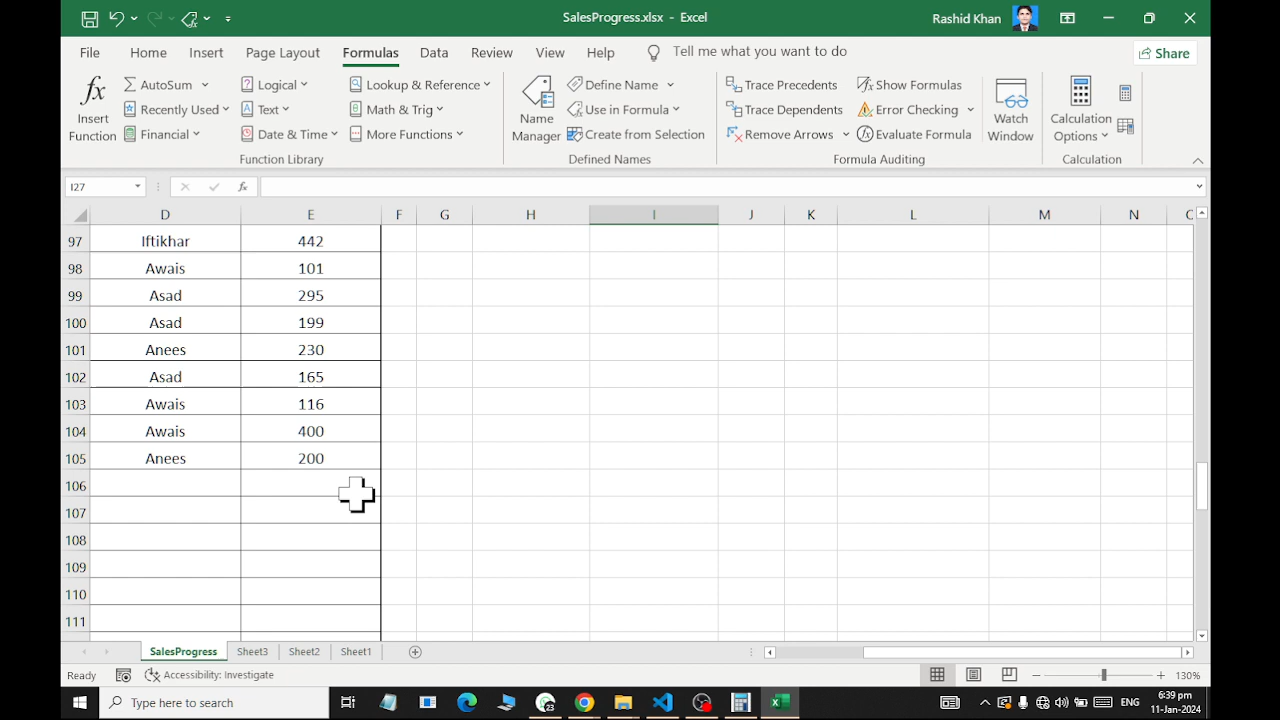 SalesProgress.xlsx - Excel
Rashid Khan
File Home Insert Page Layout Formulas Data Review View Help Tell me what you want to do Share
fx Insert Function
AutoSum
Recently Used
Financial
Logical
Text
Date & Time
Lookup & Reference
Math & Trig
More Functions
Function Library
Name Manager
Define Name
Use in Formula
Create from Selection
Defined Names
Trace Precedents
Trace Dependents
Remove Arrows
Show Formulas
Error Checking
Evaluate Formula
Formula Auditing
Watch Window
Calculation Options
Calculation
I27 fx
D E F G H I J K L M N
97 Iftikhar 442
98 Awais 101
99 Asad 295
100 Asad 199
101 Anees 230
102 Asad 165
103 Awais 116
104 Awais 400
105 Anees 200
106
107
108
109
110
111
SalesProgress Sheet3 Sheet2 Sheet1
Ready Accessibility: Investigate 130%
Type here to search ENG 6:39 pm
11-Jan-2024